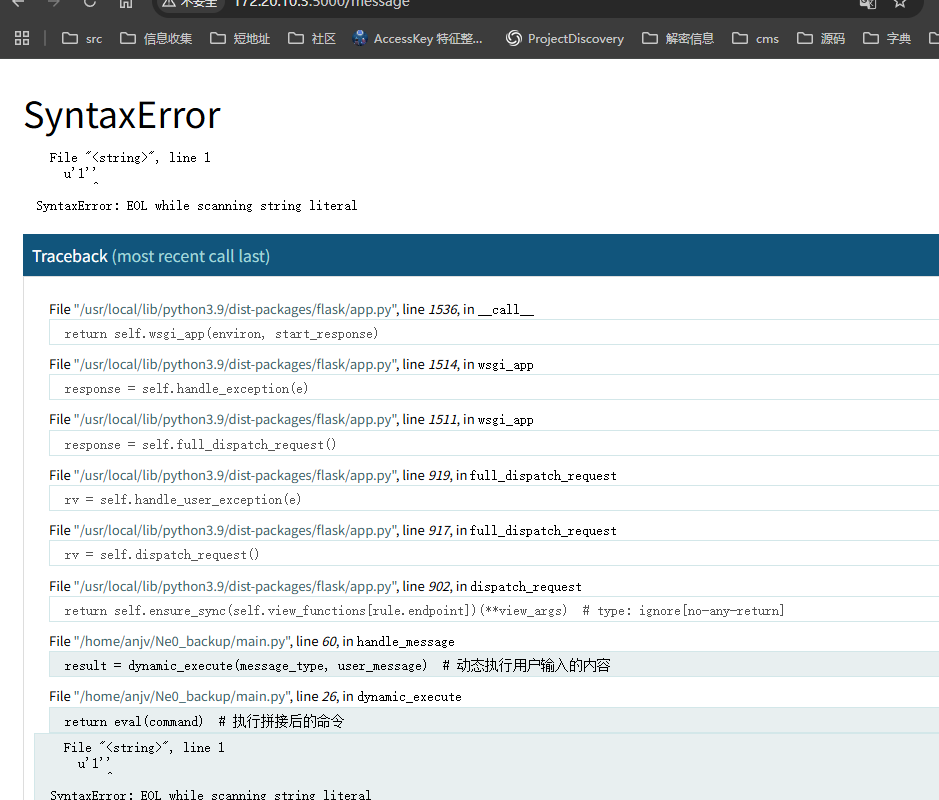 不安全 172.20.10.3:5000/message
src 信息收集 短地址 社区 AccessKey 特征整... ProjectDiscovery 解密信息 cms 源码 字典
SyntaxError
File "<string>", line 1
u'1''
^
SyntaxError: EOL while scanning string literal
Traceback (most recent call last)
File "/usr/local/lib/python3.9/dist-packages/flask/app.py", line 1536, in __call__
return self.wsgi_app(environ, start_response)
File "/usr/local/lib/python3.9/dist-packages/flask/app.py", line 1514, in wsgi_app
response = self.handle_exception(e)
File "/usr/local/lib/python3.9/dist-packages/flask/app.py", line 1511, in wsgi_app
response = self.full_dispatch_request()
File "/usr/local/lib/python3.9/dist-packages/flask/app.py", line 919, in full_dispatch_request
rv = self.handle_user_exception(e)
File "/usr/local/lib/python3.9/dist-packages/flask/app.py", line 917, in full_dispatch_request
rv = self.dispatch_request()
File "/usr/local/lib/python3.9/dist-packages/flask/app.py", line 902, in dispatch_request
return self.ensure_sync(self.view_functions[rule.endpoint])(**view_args)  # type: ignore[no-any-return]
File "/home/anjv/Ne0_backup/main.py", line 60, in handle_message
result = dynamic_execute(message_type, user_message)  # 动态执行用户输入的内容
File "/home/anjv/Ne0_backup/main.py", line 26, in dynamic_execute
return eval(command)  # 执行拼接后的命令
File "<string>", line 1
u'1''
^
SyntaxError: EOL while scanning string literal